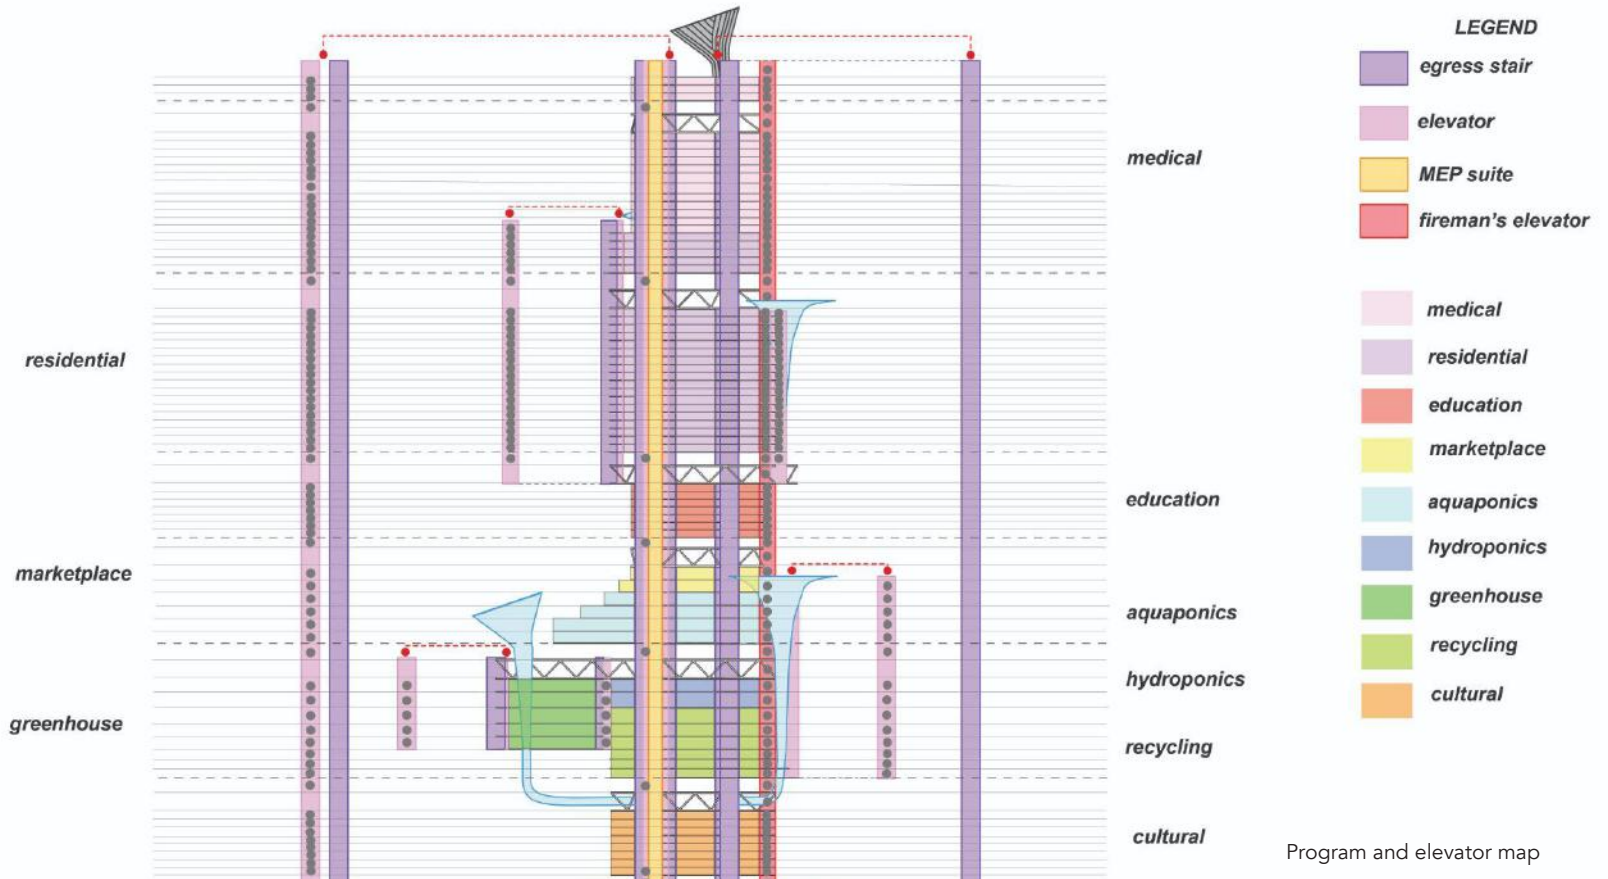 residential
marketplace
greenhouse
medical
education
aquaponics
hydroponics
recycling
cultural
LEGEND
egress stair
elevator
MEP suite
fireman's elevator
medical
residential
education
marketplace
aquaponics
hydroponics
greenhouse
recycling
cultural
Program and elevator map